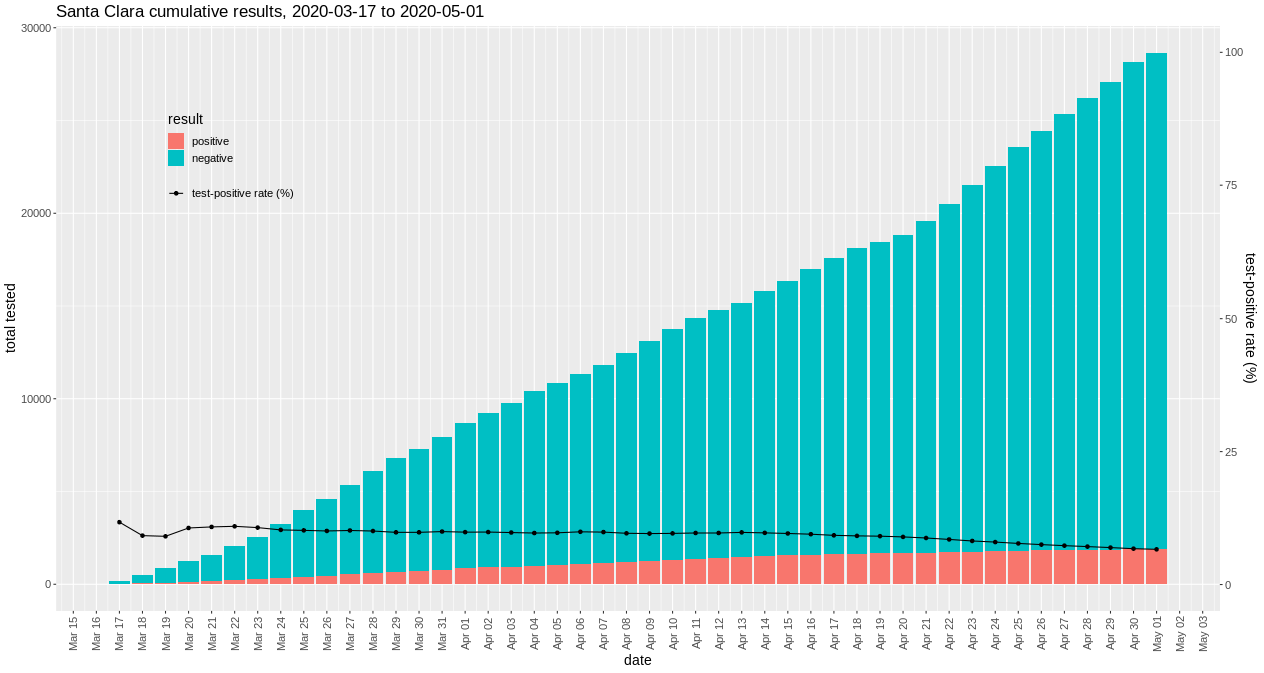 Santa Clara cumulative results, 2020-03-17 to 2020-05-01
30000
20000
10000
0
total tested
result
positive
negative
test-positive rate (%)
100
75
50
25
0
test-positive rate (%)
Mar 15
Mar 16
Mar 17
Mar 18
Mar 19
Mar 20
Mar 21
Mar 22
Mar 23
Mar 24
Mar 25
Mar 26
Mar 27
Mar 28
Mar 29
Mar 30
Mar 31
Apr 01
Apr 02
Apr 03
Apr 04
Apr 05
Apr 06
Apr 07
Apr 08
Apr 09
Apr 10
Apr 11
Apr 12
Apr 13
Apr 14
Apr 15
Apr 16
Apr 17
Apr 18
Apr 19
Apr 20
Apr 21
Apr 22
Apr 23
Apr 24
Apr 25
Apr 26
Apr 27
Apr 28
Apr 29
Apr 30
May 01
May 02
May 03
date